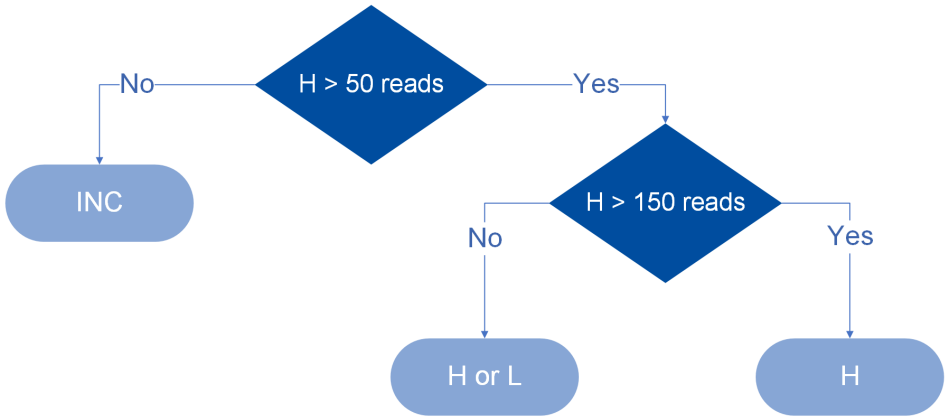 H > 50 reads
No
Yes
INC
H > 150 reads
No
Yes
H or L
H